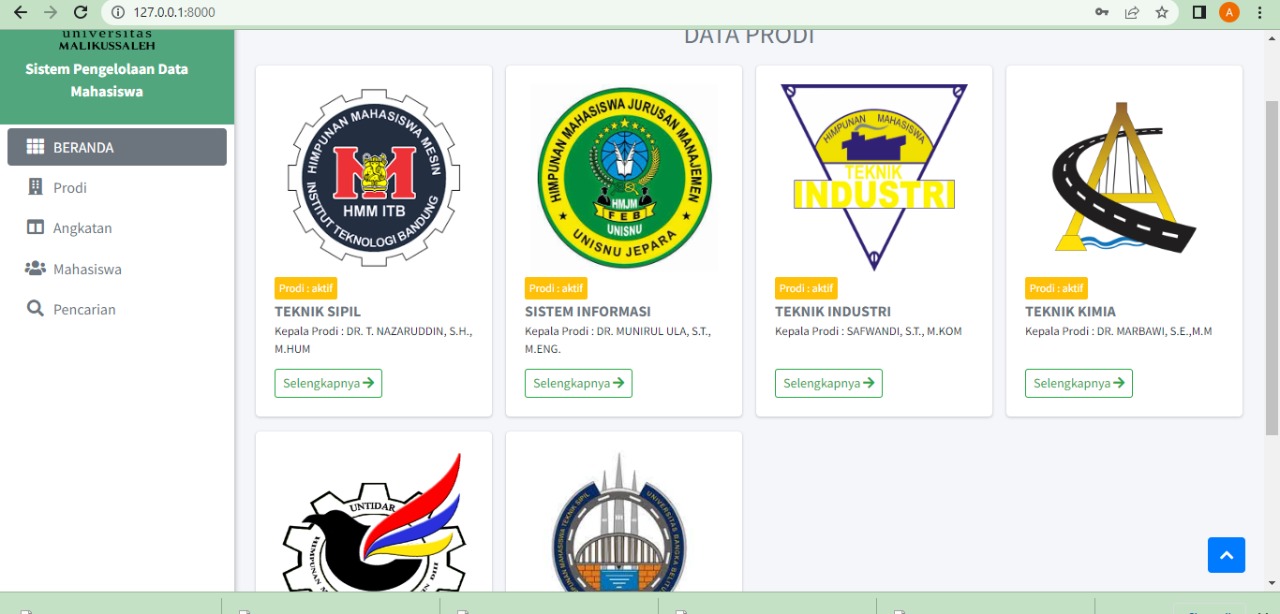 127.0.0.1:8000
A
universitas
MALIKUSSALEH
Sistem Pengelolaan Data
Mahasiswa
BERANDA
Prodi
Angkatan
Mahasiswa
Pencarian
DATA PRODI
HIMPUNAN MAHASISWA MESIN
M
HMM ITB
INSTITUT TEKNOLOGI BANDUNG
Prodi : aktif
TEKNIK SIPIL
Kepala Prodi : DR. T. NAZARUDDIN, S.H.,
M.HUM
Selengkapnya
HIMPUNAN MAHASISWA JURUSAN MANAJEMEN
HMJM
FEB
UNISNU
UNISNU JEPARA
Prodi : aktif
SISTEM INFORMASI
Kepala Prodi : DR. MUNIRUL ULA, S.T.,
M.ENG.
Selengkapnya
HIMPUNAN MAHASISWA
TEKNIK
INDUSTRI
Prodi : aktif
TEKNIK INDUSTRI
Kepala Prodi : SAFWANDI, S.T., M.KOM
Selengkapnya
Prodi : aktif
TEKNIK KIMIA
Kepala Prodi : DR. MARBAWI, S.E.,M.M
Selengkapnya
UNTIDAR
MAHASISWA TEKNIK SIPIL
UNIVERSITAS BANGKA